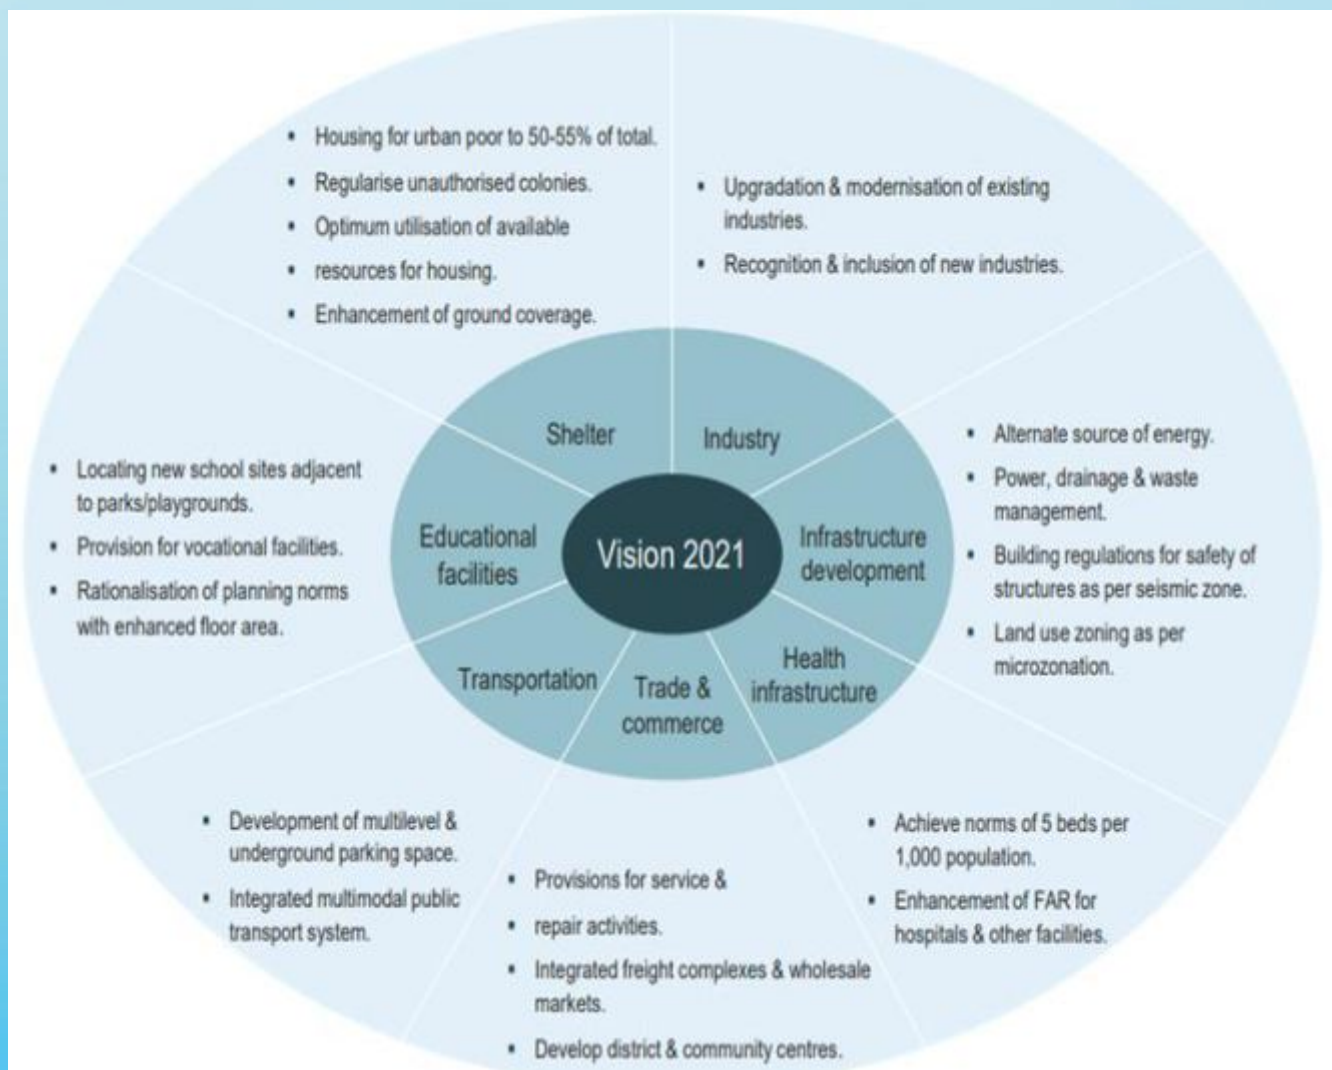 ▪ Housing for urban poor to 50-55% of total.
▪ Regularise unauthorised colonies.
▪ Optimum utilisation of available
▪ resources for housing.
▪ Enhancement of ground coverage.
▪ Upgradation & modernisation of existing
industries.
▪ Recognition & inclusion of new industries.
Shelter
Industry
▪ Locating new school sites adjacent
to parks/playgrounds.
▪ Provision for vocational facilities.
▪ Rationalisation of planning norms
with enhanced floor area.
Educational
facilities
Vision 2021
Infrastructure
development
▪ Alternate source of energy.
▪ Power, drainage & waste
management.
▪ Building regulations for safety of
structures as per seismic zone.
▪ Land use zoning as per
microzonation.
Transportation
Trade &
commerce
Health
infrastructure
▪ Development of multilevel &
underground parking space.
▪ Integrated multimodal public
transport system.
▪ Provisions for service &
▪ repair activities.
▪ Integrated freight complexes & wholesale
markets.
▪ Develop district & community centres.
▪ Achieve norms of 5 beds per
1,000 population.
▪ Enhancement of FAR for
hospitals & other facilities.